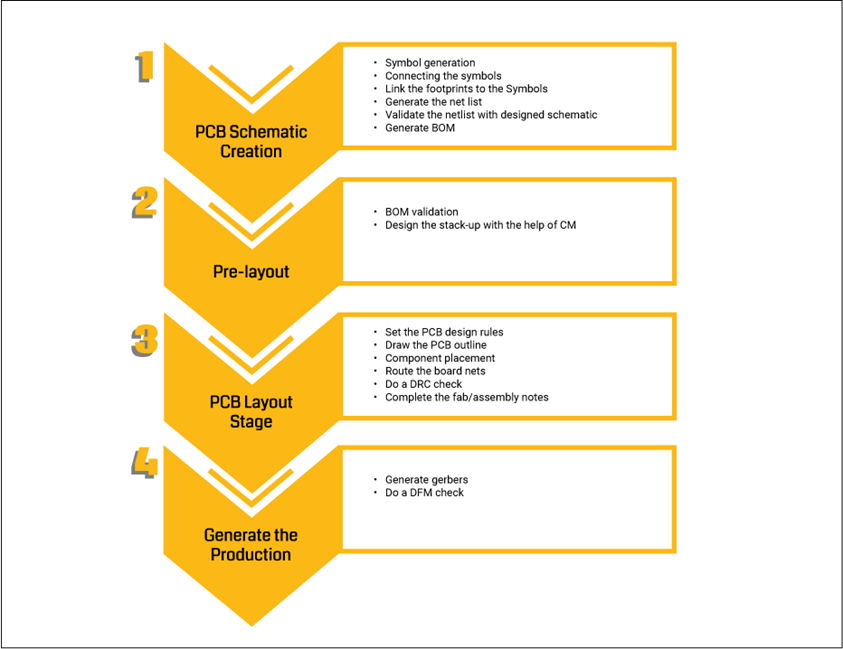 1
PCB Schematic
Creation
• Symbol generation
• Connecting the symbols
• Link the footprints to the Symbols
• Generate the net list
• Validate the netlist with designed schematic
• Generate BOM
2
Pre-layout
• BOM validation
• Design the stack-up with the help of CM
3
PCB Layout
Stage
• Set the PCB design rules
• Draw the PCB outline
• Component placement
• Route the board nets
• Do a DRC check
• Complete the fab/assembly notes
4
Generate the
Production
• Generate gerbers
• Do a DFM check